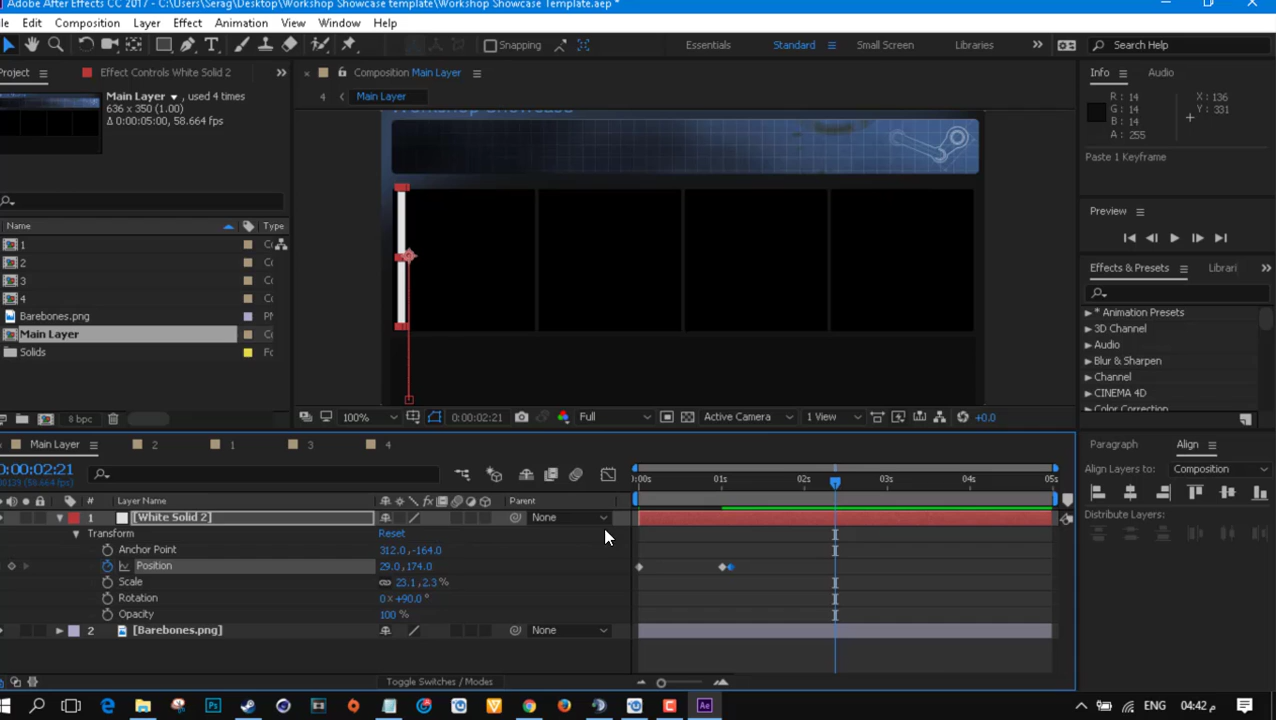 Adobe After Effects CC 2017 - C:\Users\Serag\Desktop\Workshop Showcase template\Workshop Showcase Template.aep *
Edit Composition Layer Effect Animation View Window Help
Snapping Essentials Standard Small Screen Libraries Search Help
Project Effect Controls White Solid 2
Composition Main Layer
Info Audio
Main Layer , used 4 times
636 x 350 (1.00)
Δ 0:00:05:00, 58.664 fps
4 Main Layer
R : 14
G : 14
B : 14
A : 255
X : 136
Y : 331
Paste 1 Keyframe
Preview
Name Type
1
2
3
4
Barebones.png
Main Layer
Solids
Effects & Presets Librari
* Animation Presets
3D Channel
Audio
Blur & Sharpen
Channel
CINEMA 4D
Color Correction
8 bpc
100% 0:00:02:21 Full Active Camera 1 View +0.0
Main Layer 2 1 3 4
0:00:02:21
00139 (58.664 fps)
Paragraph Align
Align Layers to: Composition
Distribute Layers:
:00s 01s 02s 03s 04s 05s
# Layer Name Parent
1 [White Solid 2] None
Transform Reset
Anchor Point 312.0,-164.0
Position 29.0,174.0
Scale 23.1,2.3%
Rotation 0x+90.0°
Opacity 100%
2 [Barebones.png] None
Toggle Switches / Modes
ENG 04:42 م